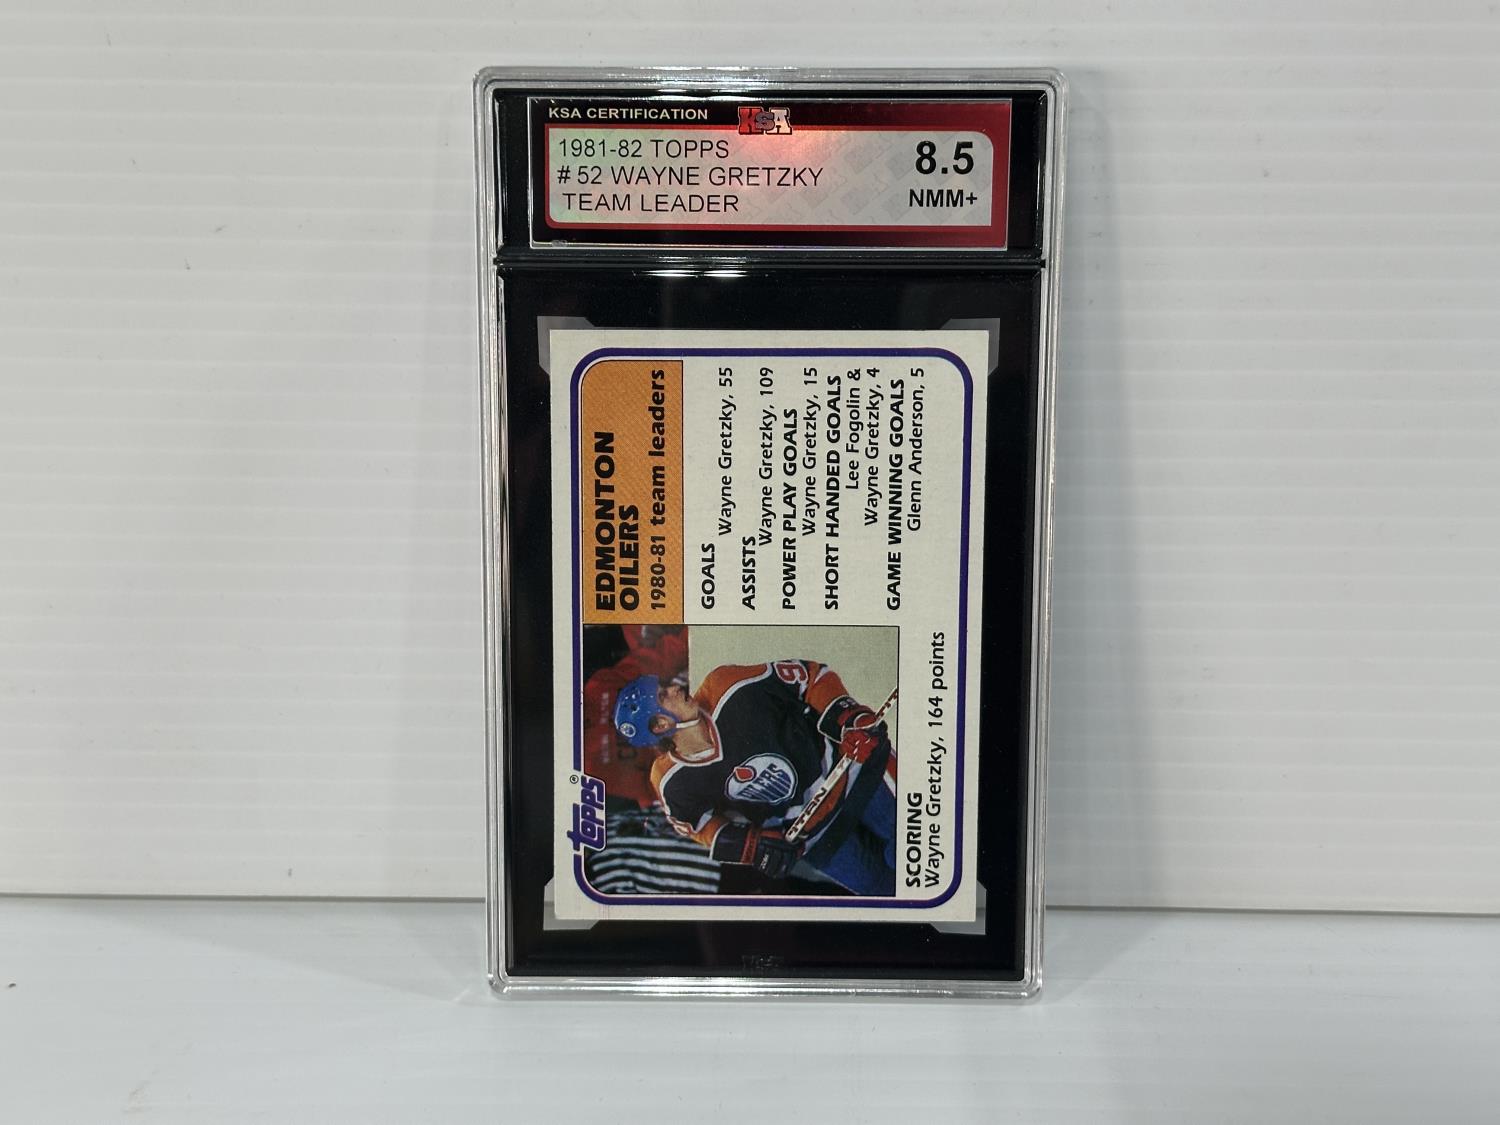 KSA CERTIFICATION
KSA
1981-82 TOPPS
# 52 WAYNE GRETZKY
TEAM LEADER
8.5
NMM+
topps®
EDMONTON
OILERS
1980-81 team leaders
GOALS
Wayne Gretzky, 55
ASSISTS
Wayne Gretzky, 109
POWER PLAY GOALS
Wayne Gretzky, 15
SHORT HANDED GOALS
Lee Fogolin &
Wayne Gretzky, 4
GAME WINNING GOALS
Glenn Anderson, 5
OILERS
TITAN
SCORING
Wayne Gretzky, 164 points